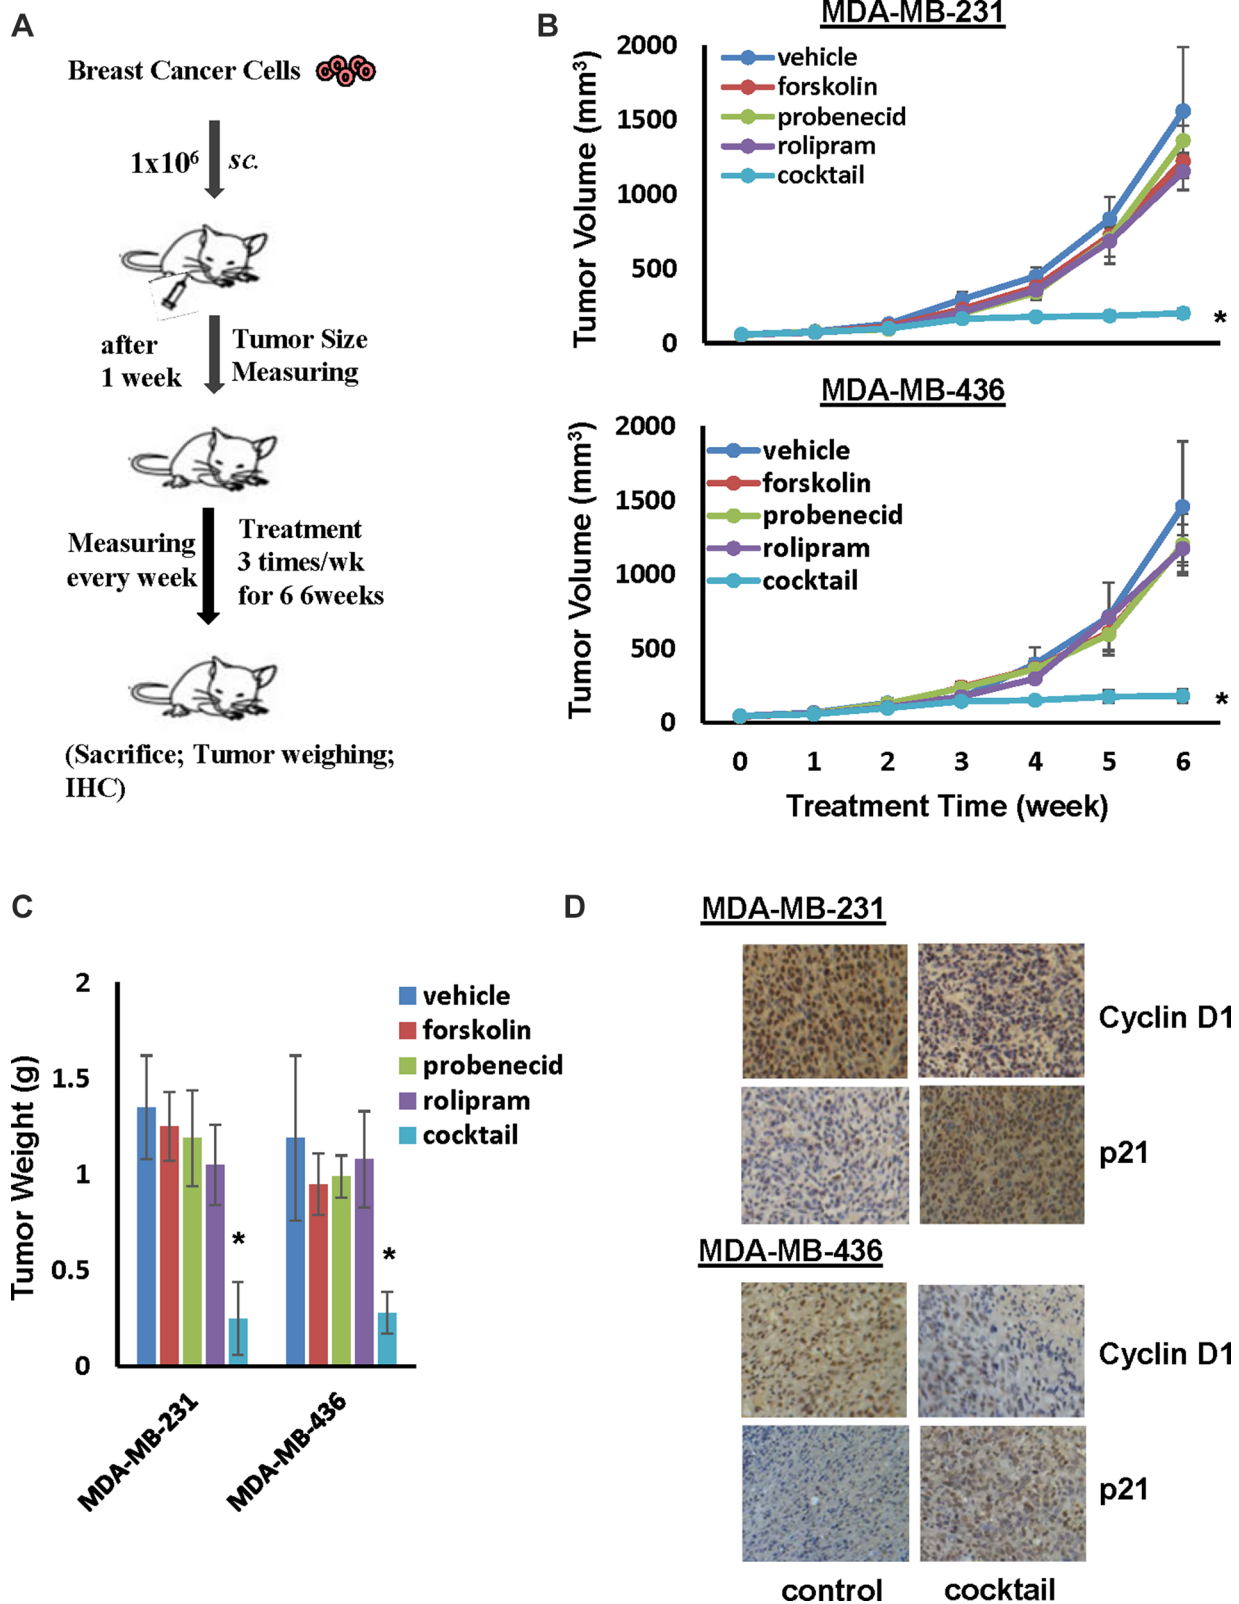 A
Breast Cancer Cells
1x10⁶ sc.
after
1 week
Tumor Size
Measuring
Measuring
every week
Treatment
3 times/wk
for 6 6weeks
(Sacrifice; Tumor weighing;
IHC)
B
MDA-MB-231
Tumor Volume (mm³)
2000
1500
1000
500
0
vehicle
forskolin
probenecid
rolipram
cocktail
*
MDA-MB-436
Tumor Volume (mm³)
2000
1500
1000
500
0
vehicle
forskolin
probenecid
rolipram
cocktail
*
0 1 2 3 4 5 6
Treatment Time (week)
C
Tumor Weight (g)
2
1.5
1
0.5
0
vehicle
forskolin
probenecid
rolipram
cocktail
*
*
MDA-MB-231
MDA-MB-436
D
MDA-MB-231
Cyclin D1
p21
MDA-MB-436
Cyclin D1
p21
control cocktail